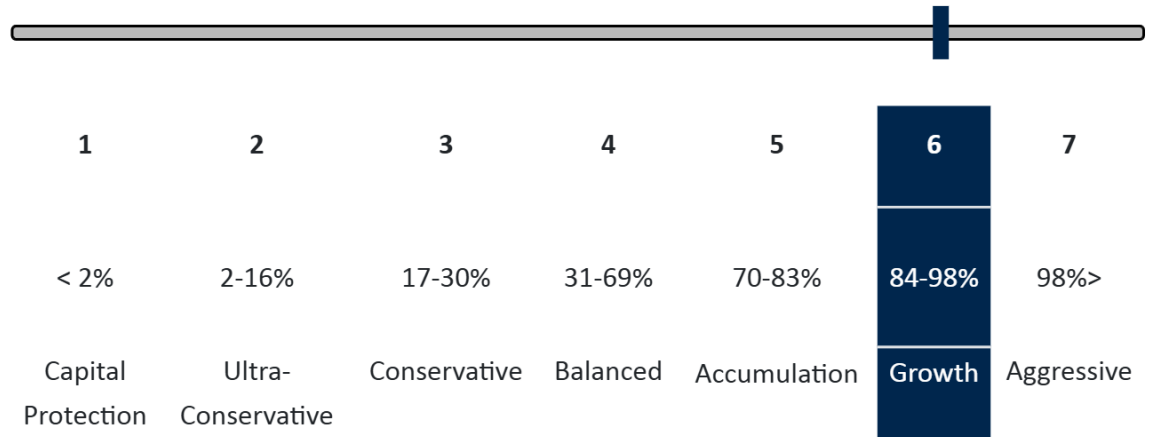 1 2 3 4 5 6 7
< 2% 2-16% 17-30% 31-69% 70-83% 84-98% 98%>
Capital Ultra- Conservative Balanced Accumulation Growth Aggressive
Protection Conservative